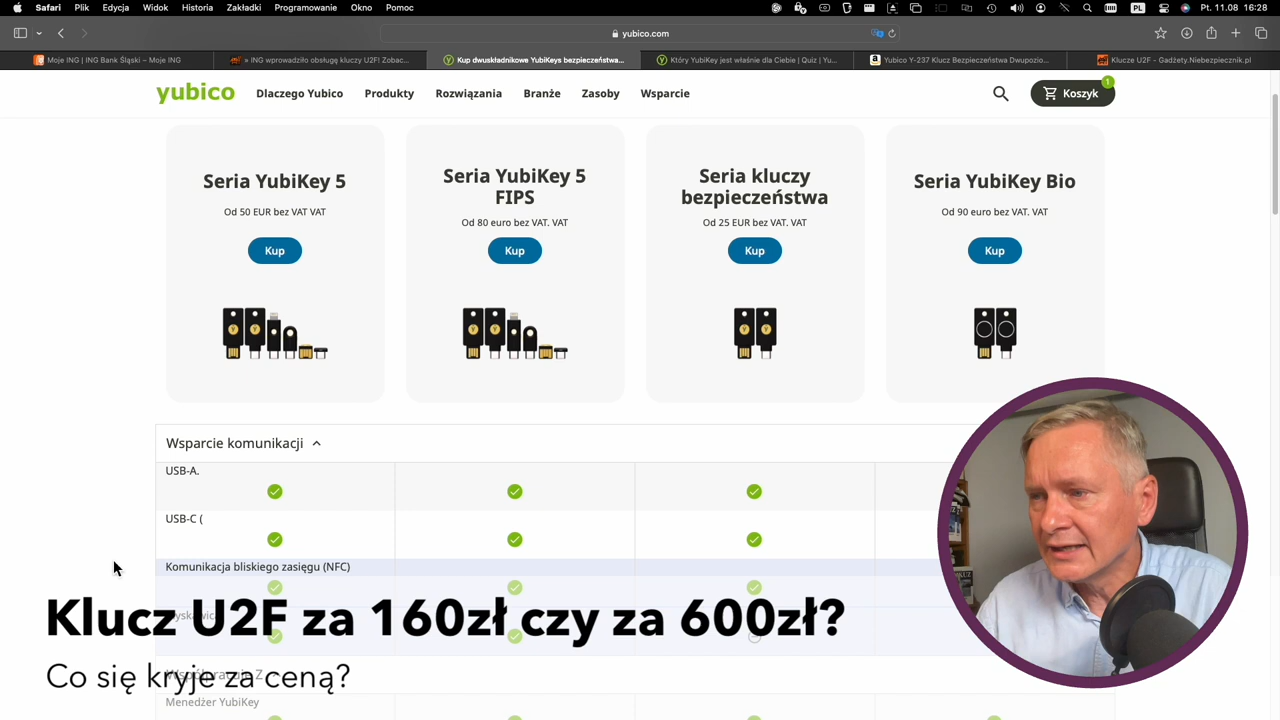 Safari Plik Edycja Widok Historia Zakładki Programowanie Okno Pomoc PL Pt. 11.08 16:28
yubico.com
Moje ING | ING Bank Śląski – Moje ING » ING wprowadziło obsługę kluczy U2F! Zobac... Kup dwuskładnikowe YubiKeys bezpieczeństwa... Który YubiKey jest właśnie dla Ciebie | Quiz | Yu... Yubico Y-237 Klucz Bezpieczeństwa Dwupozio... Klucze U2F - Gadżety.Niebezpiecznik.pl
yubico Dlaczego Yubico Produkty Rozwiązania Branże Zasoby Wsparcie Koszyk 1
Seria YubiKey 5
Od 50 EUR bez VAT VAT
Kup
Seria YubiKey 5
FIPS
Od 80 euro bez VAT. VAT
Kup
Seria kluczy
bezpieczeństwa
Od 25 EUR bez VAT. VAT
Kup
Seria YubiKey Bio
Od 90 euro bez VAT. VAT
Kup
Wsparcie komunikacji
USB-A.
USB-C (
Komunikacja bliskiego zasięgu (NFC)
Klucz U2F za 160zł czy za 600zł?
Co się kryje za ceną?
Menedżer YubiKey